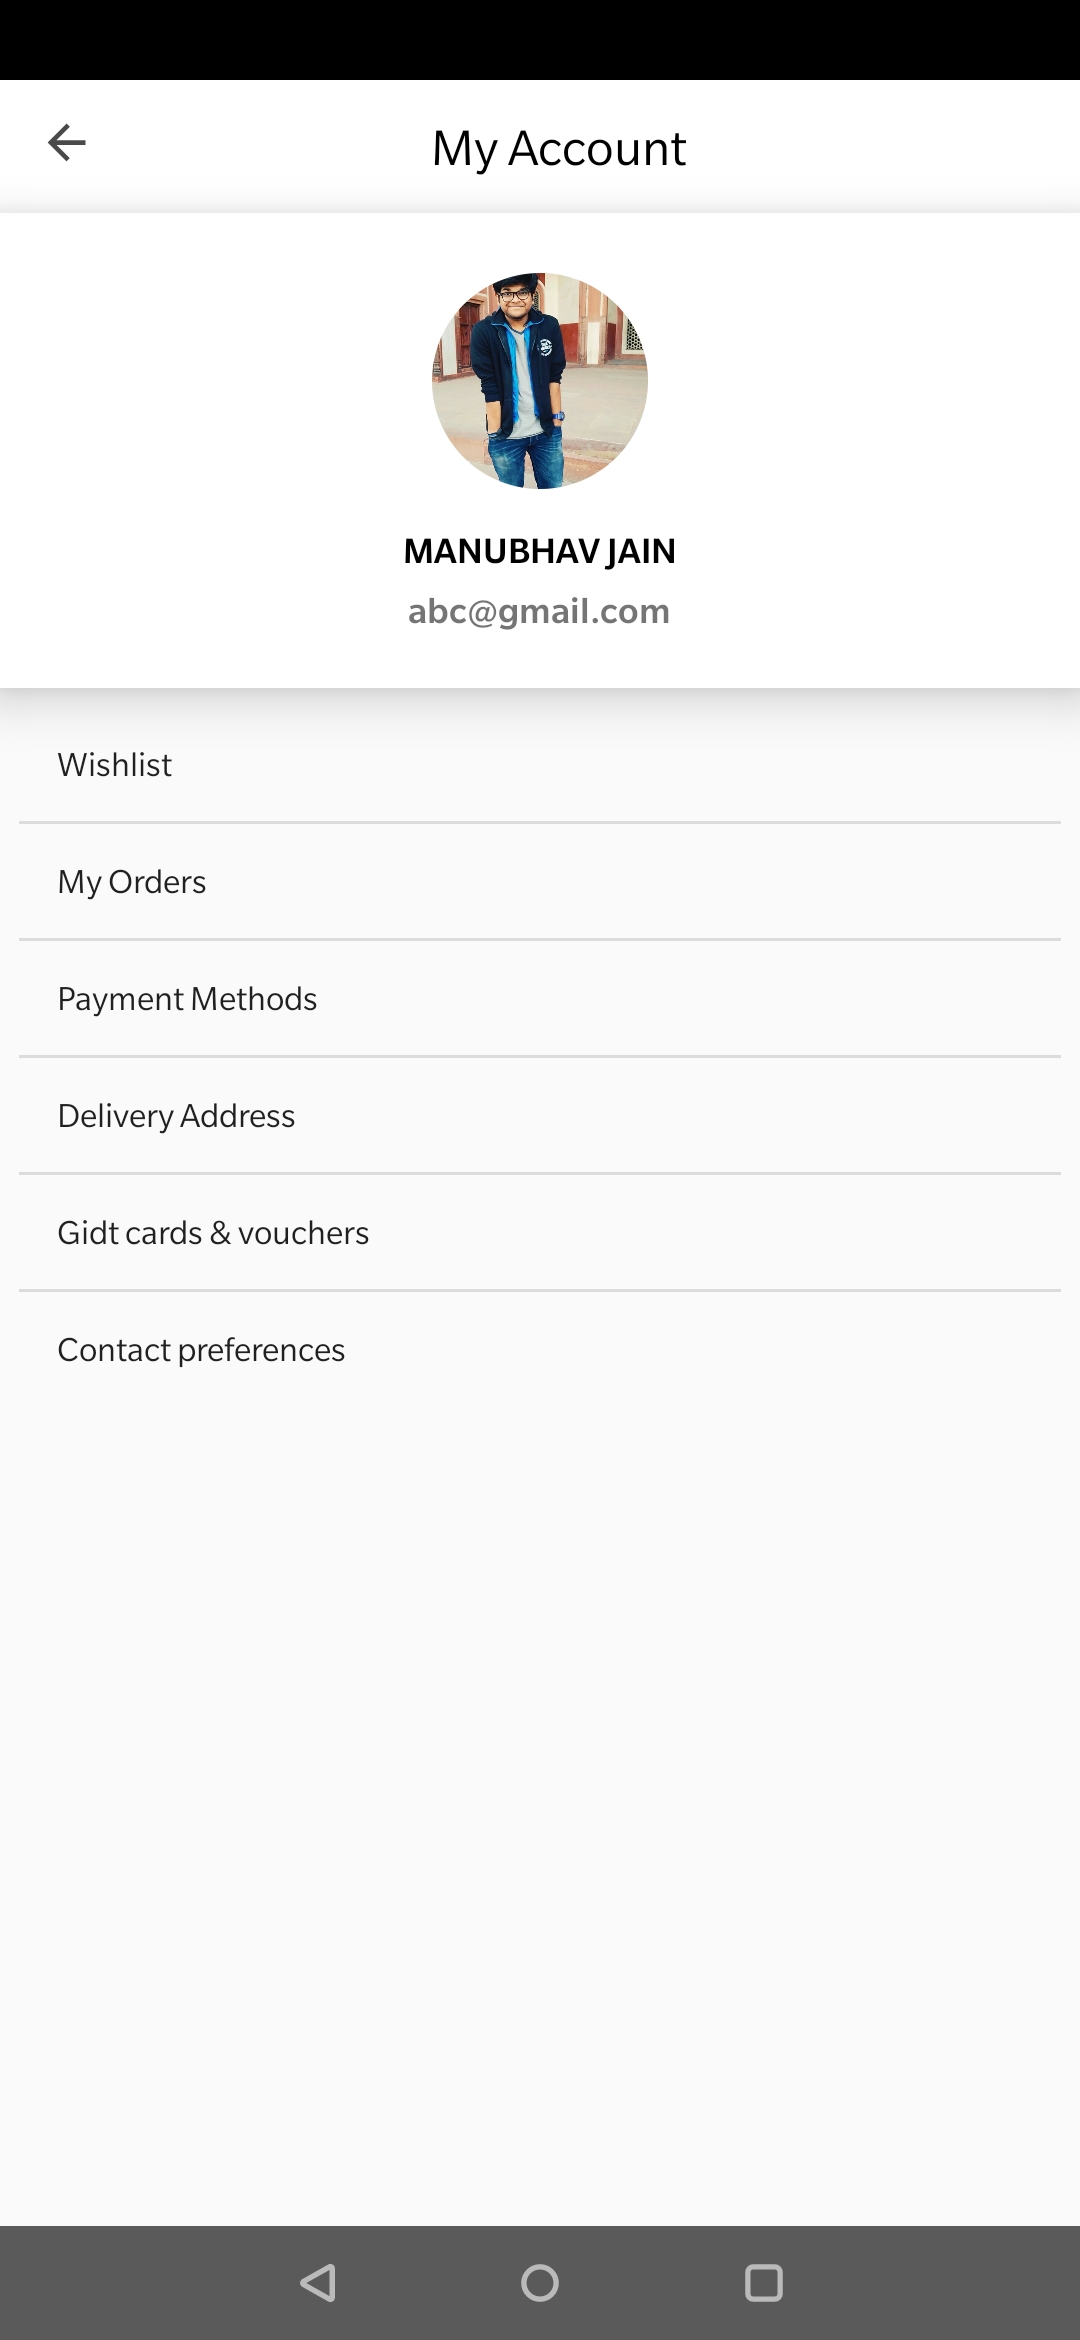 My Account
MANUBHAV JAIN
abc@gmail.com
Wishlist
My Orders
Payment Methods
Delivery Address
Gidt cards & vouchers
Contact preferences